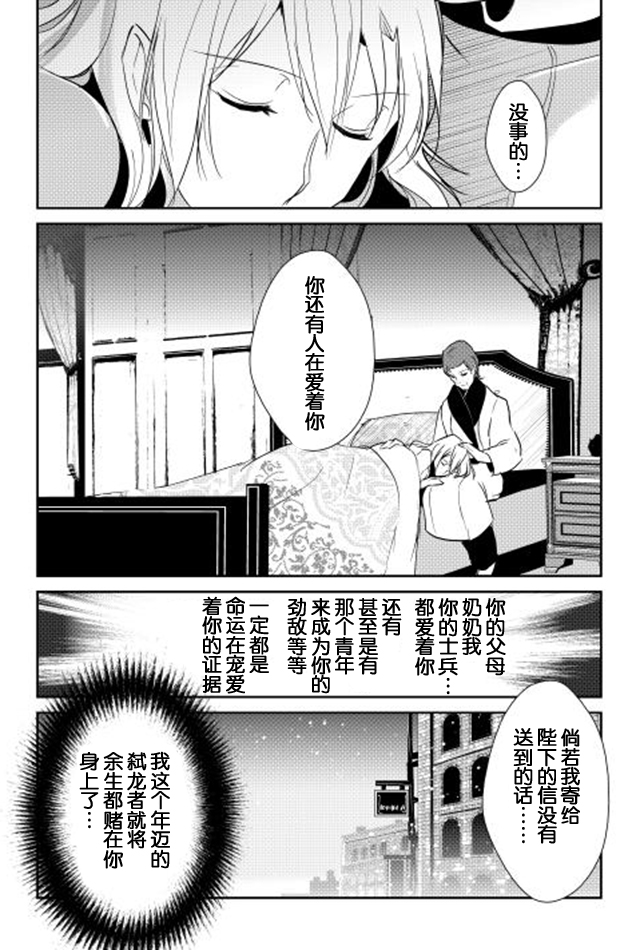 没事的…
你还有人在爱着你
你的父母
奶奶我
你的士兵…
都爱着你
还有
甚至是有
那个青年
来成为你的
劲敌等等
一定都是
命运在宠爱
着你的证据
倘若我寄给
陛下的信没有
送到的话……
我这个年迈的
弑龙者就将
余生都赌在你
身上了…